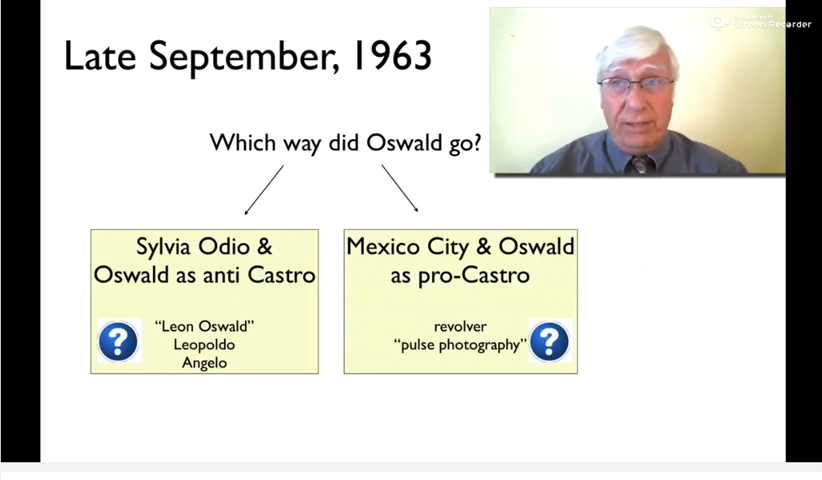 Late September, 1963
Which way did Oswald go?
Sylvia Odio &
Oswald as anti Castro
“Leon Oswald”
Leopoldo
Angelo
?
Mexico City & Oswald
as pro-Castro
revolver
“pulse photography”
?
Screen Recorder